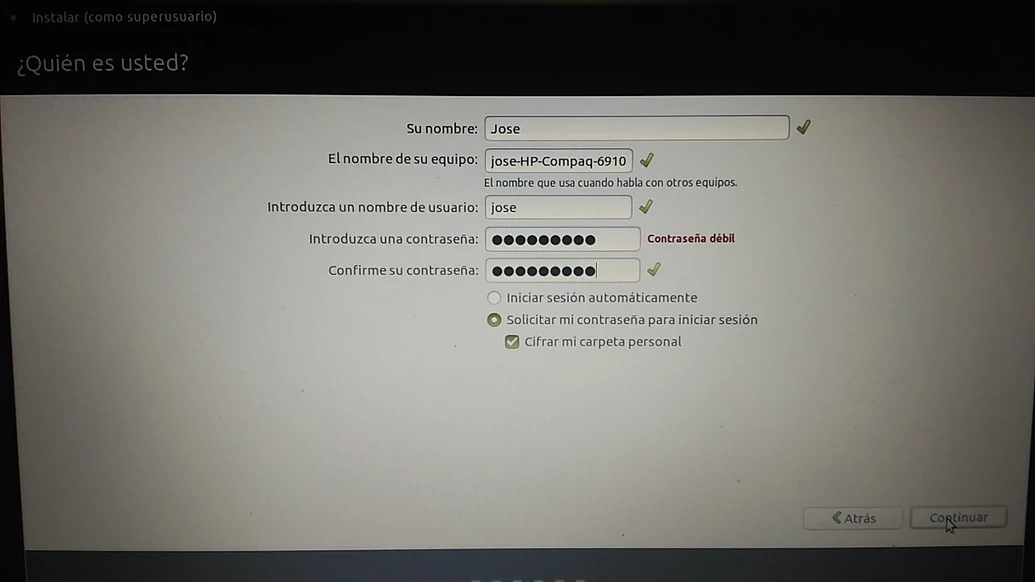 Instalar (como superusuario)
¿Quién es usted?
Su nombre: Jose
El nombre de su equipo: jose-HP-Compaq-6910
El nombre que usa cuando habla con otros equipos.
Introduzca un nombre de usuario: jose
Introduzca una contraseña: ●●●●●●●●● Contraseña débil
Confirme su contraseña: ●●●●●●●●●
Iniciar sesión automáticamente
Solicitar mi contraseña para iniciar sesión
Cifrar mi carpeta personal
Atrás Continuar